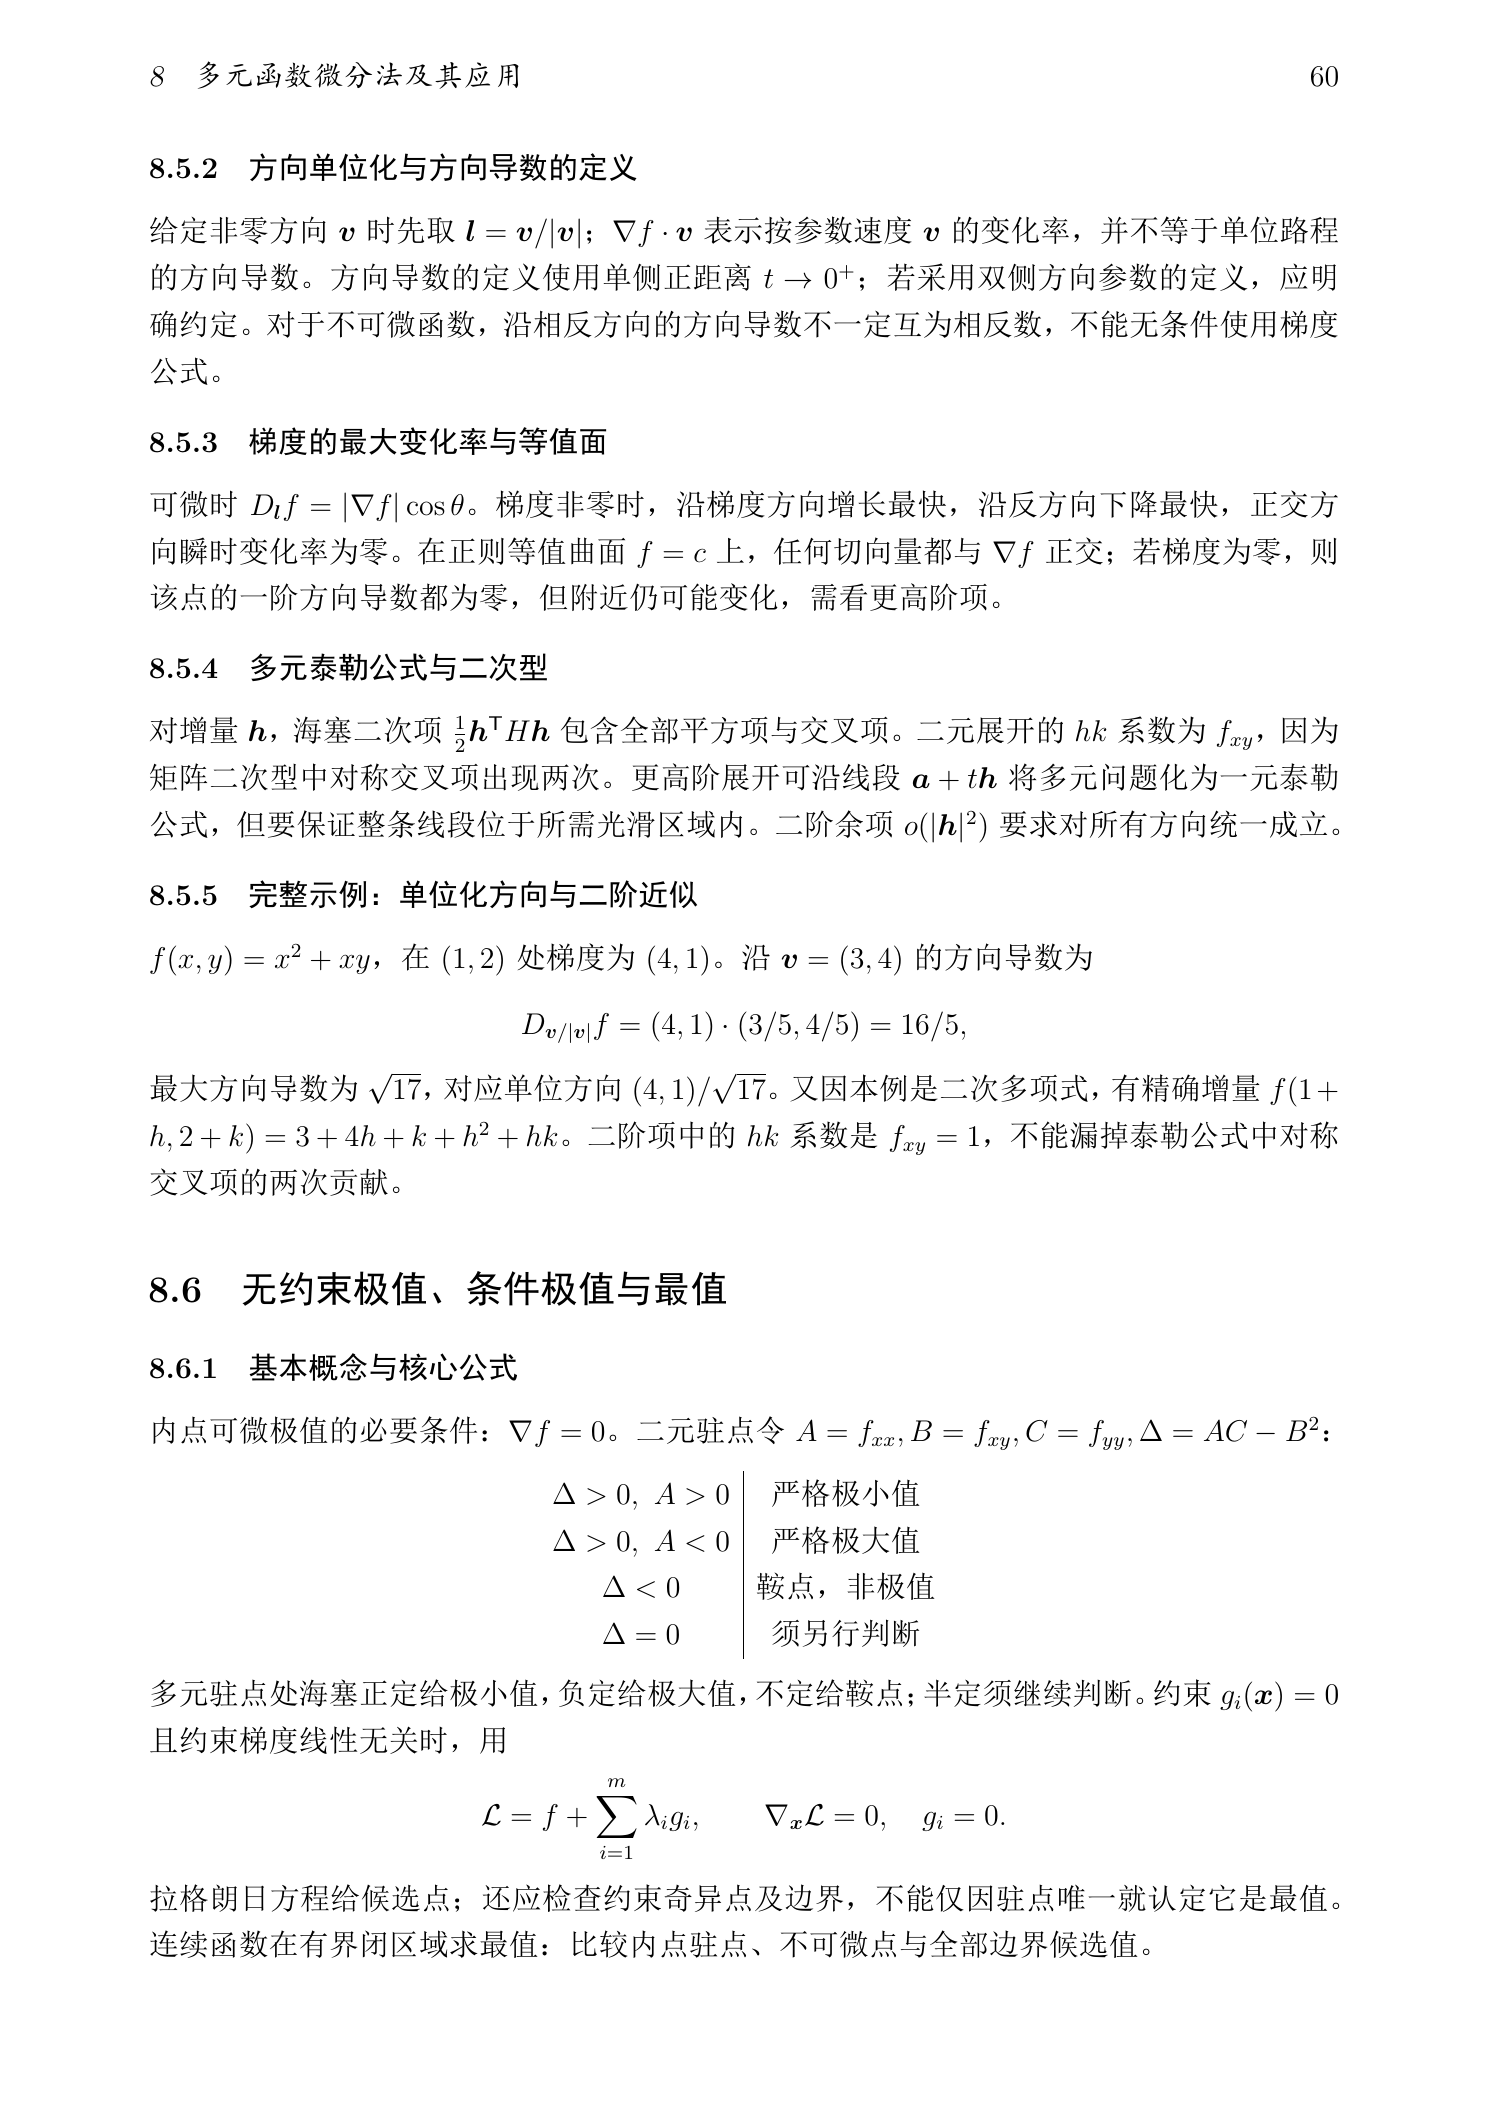 8 多元函数微分法及其应用 60
8.5.2 方向单位化与方向导数的定义
给定非零方向 v 时先取 l = v/|v|；∇f · v 表示按参数速度 v 的变化率，并不等于单位路程
的方向导数。方向导数的定义使用单侧正距离 t → 0⁺；若采用双侧方向参数的定义，应明
确约定。对于不可微函数，沿相反方向的方向导数不一定互为相反数，不能无条件使用梯度
公式。
8.5.3 梯度的最大变化率与等值面
可微时 D_l f = |∇f| cos θ。梯度非零时，沿梯度方向增长最快，沿反方向下降最快，正交方
向瞬时变化率为零。在正则等值曲面 f = c 上，任何切向量都与 ∇f 正交；若梯度为零，则
该点的一阶方向导数都为零，但附近仍可能变化，需看更高阶项。
8.5.4 多元泰勒公式与二次型
对增量 h，海塞二次项 ½hᵀHh 包含全部平方项与交叉项。二元展开的 hk 系数为 f_{xy}，因为
矩阵二次型中对称交叉项出现两次。更高阶展开可沿线段 a + th 将多元问题化为一元泰勒
公式，但要保证整条线段位于所需光滑区域内。二阶余项 o(|h|²) 要求对所有方向统一成立。
8.5.5 完整示例：单位化方向与二阶近似
f(x, y) = x² + xy，在 (1, 2) 处梯度为 (4, 1)。沿 v = (3, 4) 的方向导数为
D_{v/|v|} f = (4, 1) · (3/5, 4/5) = 16/5,
最大方向导数为 √17，对应单位方向 (4, 1)/√17。又因本例是二次多项式，有精确增量 f(1+
h, 2 + k) = 3 + 4h + k + h² + hk。二阶项中的 hk 系数是 f_{xy} = 1，不能漏掉泰勒公式中对称
交叉项的两次贡献。
8.6 无约束极值、条件极值与最值
8.6.1 基本概念与核心公式
内点可微极值的必要条件：∇f = 0。二元驻点令 A = f_{xx}, B = f_{xy}, C = f_{yy}, Δ = AC − B²：
Δ > 0, A > 0 | 严格极小值
Δ > 0, A < 0 | 严格极大值
Δ < 0 | 鞍点，非极值
Δ = 0 | 须另行判断
多元驻点处海塞正定给极小值，负定给极大值，不定给鞍点；半定须继续判断。约束 g_i(x) = 0
且约束梯度线性无关时，用
ℒ = f + ∑_{i=1}^{m} λ_i g_i, ∇_x ℒ = 0, g_i = 0.
拉格朗日方程给候选点；还应检查约束奇异点及边界，不能仅因驻点唯一就认定它是最值。
连续函数在有界闭区域求最值：比较内点驻点、不可微点与全部边界候选值。